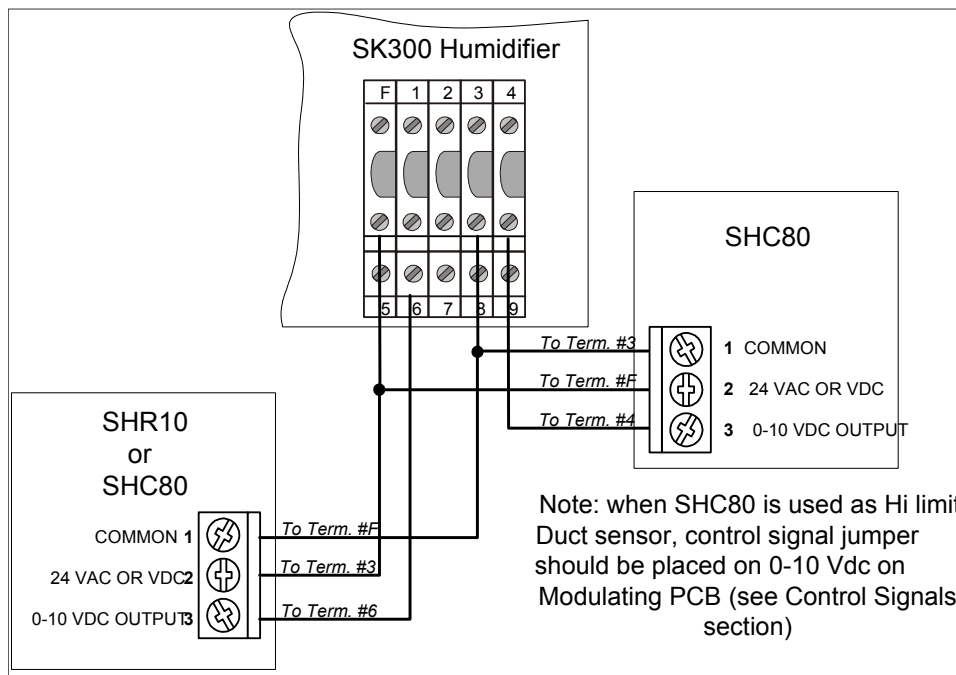 SK300 Humidifier
F 1 2 3 4
5 6 7 8 9
SHC80
To Term. #3
1 COMMON
To Term. #F
2 24 VAC OR VDC
To Term. #4
3 0-10 VDC OUTPUT
SHR10
or
SHC80
COMMON 1
To Term. #F
24 VAC OR VDC 2
To Term. #3
0-10 VDC OUTPUT 3
To Term. #6
Note: when SHC80 is used as Hi limit
Duct sensor, control signal jumper
should be placed on 0-10 Vdc on
Modulating PCB (see Control Signals
section)